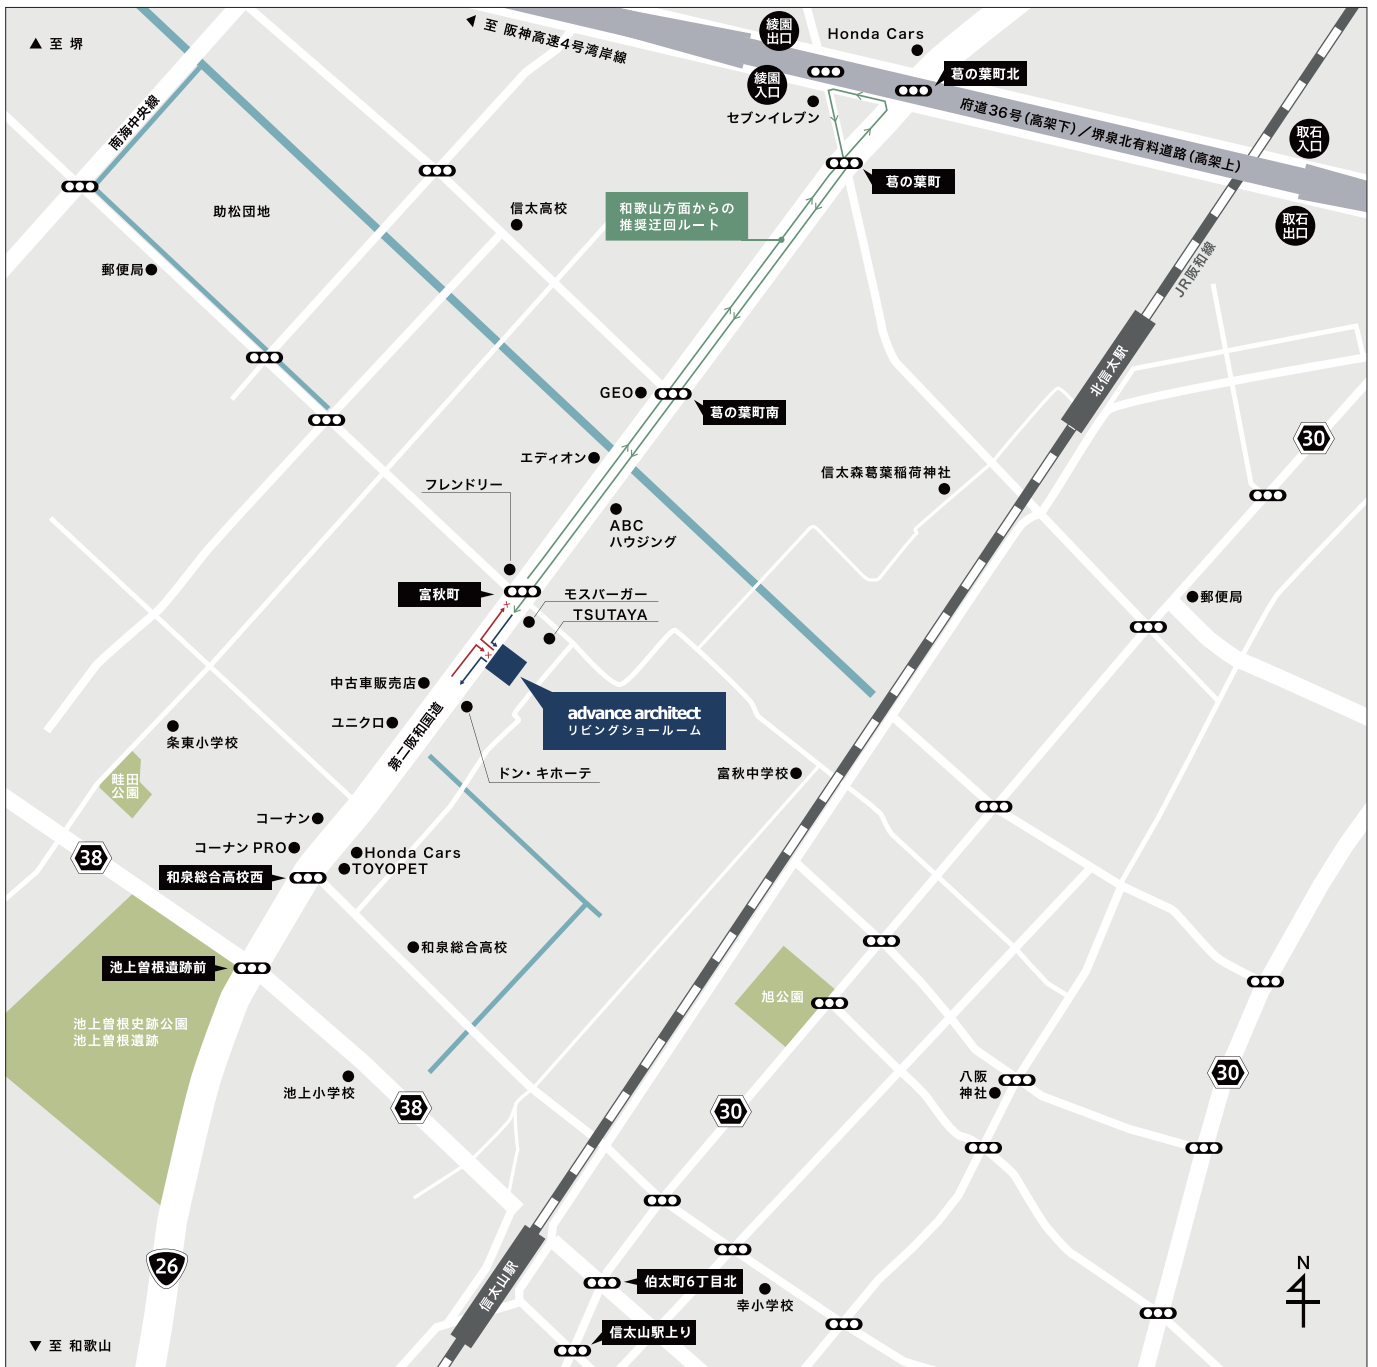 至 堺
至 阪神高速4号湾岸線
綾園
出口
Honda Cars
綾園
入口
葛の葉町北
セブンイレブン
府道36号(高架下)／堺泉北有料道路(高架上)
取石
入口
南海中央線
葛の葉町
和歌山方面からの
推奨迂回ルート
信太高校
助松団地
取石
出口
郵便局
JR阪和線
北信太駅
GEO
葛の葉町南
30
エディオン
信太森葛葉稲荷神社
フレンドリー
ABC
ハウジング
富秋町
モスバーガー
TSUTAYA
郵便局
中古車販売店
advance architect
リビングショールーム
ユニクロ
第二阪和国道
条東小学校
ドン・キホーテ
富秋中学校
畦田
公園
コーナン
コーナン PRO
Honda Cars
TOYOPET
38
和泉総合高校西
和泉総合高校
池上曽根遺跡前
旭公園
池上曽根史跡公園
池上曽根遺跡
池上小学校
38
30
八阪
神社
30
26
信太山駅
伯太町6丁目北
幸小学校
信太山駅上り
N
至 和歌山